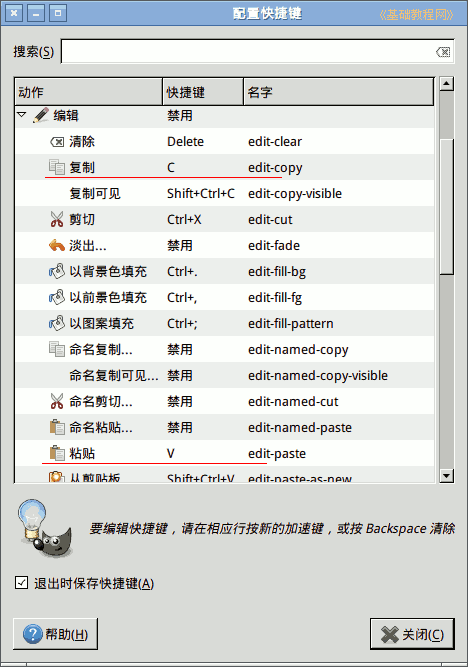 配置快捷键
《基础教程网》
搜索(S)
动作 快捷键 名字
编辑 禁用
清除 Delete edit-clear
复制 C edit-copy
复制可见 Shift+Ctrl+C edit-copy-visible
剪切 Ctrl+X edit-cut
淡出... 禁用 edit-fade
以背景色填充 Ctrl+. edit-fill-bg
以前景色填充 Ctrl+, edit-fill-fg
以图案填充 Ctrl+; edit-fill-pattern
命名复制... 禁用 edit-named-copy
命名复制可见... 禁用 edit-named-copy-visible
命名剪切... 禁用 edit-named-cut
命名粘贴... 禁用 edit-named-paste
粘贴 V edit-paste
从剪贴板 Shift+Ctrl+V edit-paste-as-new
要编辑快捷键，请在相应行按新的加速键，或按 Backspace 清除
退出时保存快捷键(A)
帮助(H) 关闭(C)